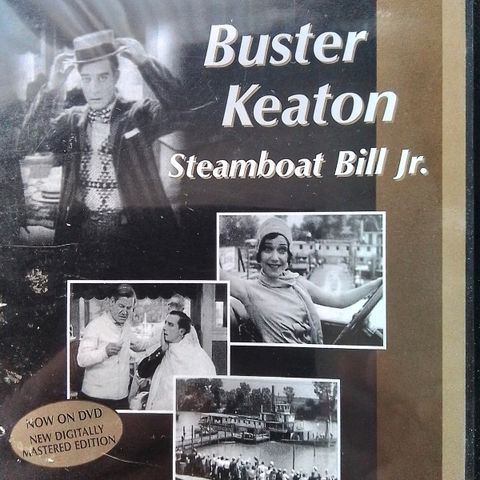 Buster
Keaton
Steamboat Bill Jr.
NOW ON DVD
NEW DIGITALLY
MASTERED EDITION